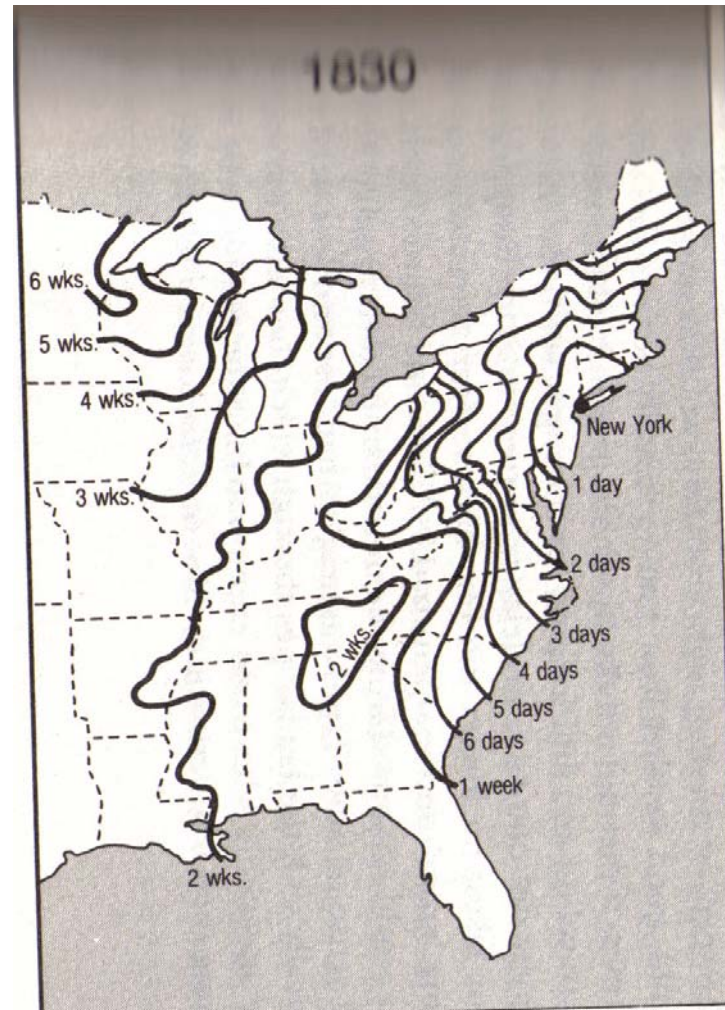 1830
6 wks.
5 wks.
4 wks.
3 wks.
2 wks.
New York
1 day
2 days
3 days
4 days
5 days
6 days
1 week
2 wks.